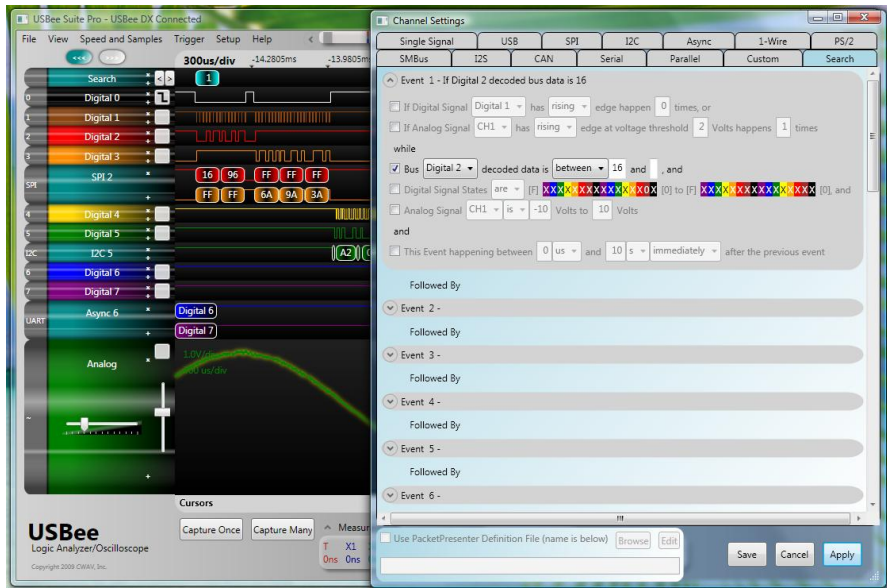 USBee Suite Pro - USBee DX Connected
File View Speed and Samples Trigger Setup Help
<<< >>>
300us/div -14.2805ms -13.9805m
Search 1
0 Digital 0
1 Digital 1
2 Digital 2
3 Digital 3
SPI SPI 2 16 96 FF FF FF
FF FF 6A 9A 3A
4 Digital 4
5 Digital 5
I2C I2C 5 A2
6 Digital 6
7 Digital 7
UART Async 6 Digital 6
Digital 7
Analog
1.0V/div
us/div
Cursors
USBee
Logic Analyzer/Oscilloscope
Copyright 2009 CWAV, Inc.
Capture Once Capture Many Measur
T X1
0ns 0ns
Channel Settings
Single Signal USB SPI I2C Async 1-Wire PS/2
SMBus I2S CAN Serial Parallel Custom Search
Event 1 - If Digital 2 decoded bus data is 16
If Digital Signal Digital 1 has rising edge happen 0 times, or
If Analog Signal CH1 has rising edge at voltage threshold 2 Volts happens 1 times
while
Bus Digital 2 decoded data is between 16 and , and
Digital Signal States are [F] XXXXXXXXXXXXXX0X [0] to [F] XXXXXXXXXXXXXXXX [0], and
Analog Signal CH1 is -10 Volts to 10 Volts
and
This Event happening between 0 us and 10 s immediately after the previous event
Followed By
Event 2 -
Followed By
Event 3 -
Followed By
Event 4 -
Followed By
Event 5 -
Followed By
Event 6 -
Use PacketPresenter Definition File (name is below) Browse Edit
Save Cancel Apply